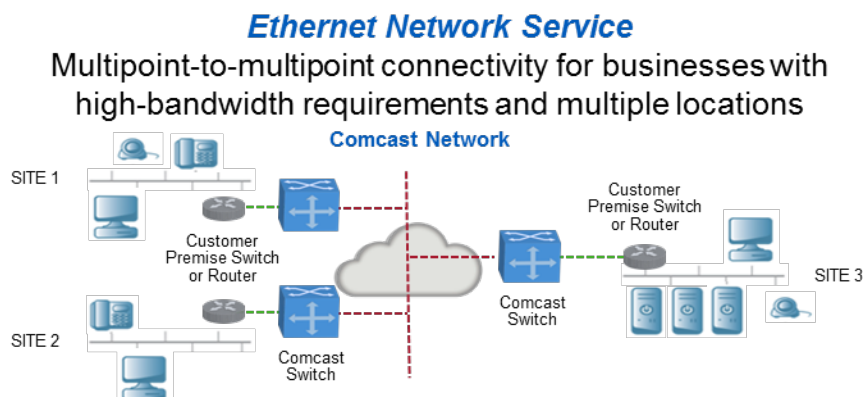 Ethernet Network Service
Multipoint-to-multipoint connectivity for businesses with
high-bandwidth requirements and multiple locations
Comcast Network
SITE 1
Customer
Premise Switch
or Router
Customer
Premise Switch
or Router
SITE 3
Comcast
Switch
SITE 2
Comcast
Switch